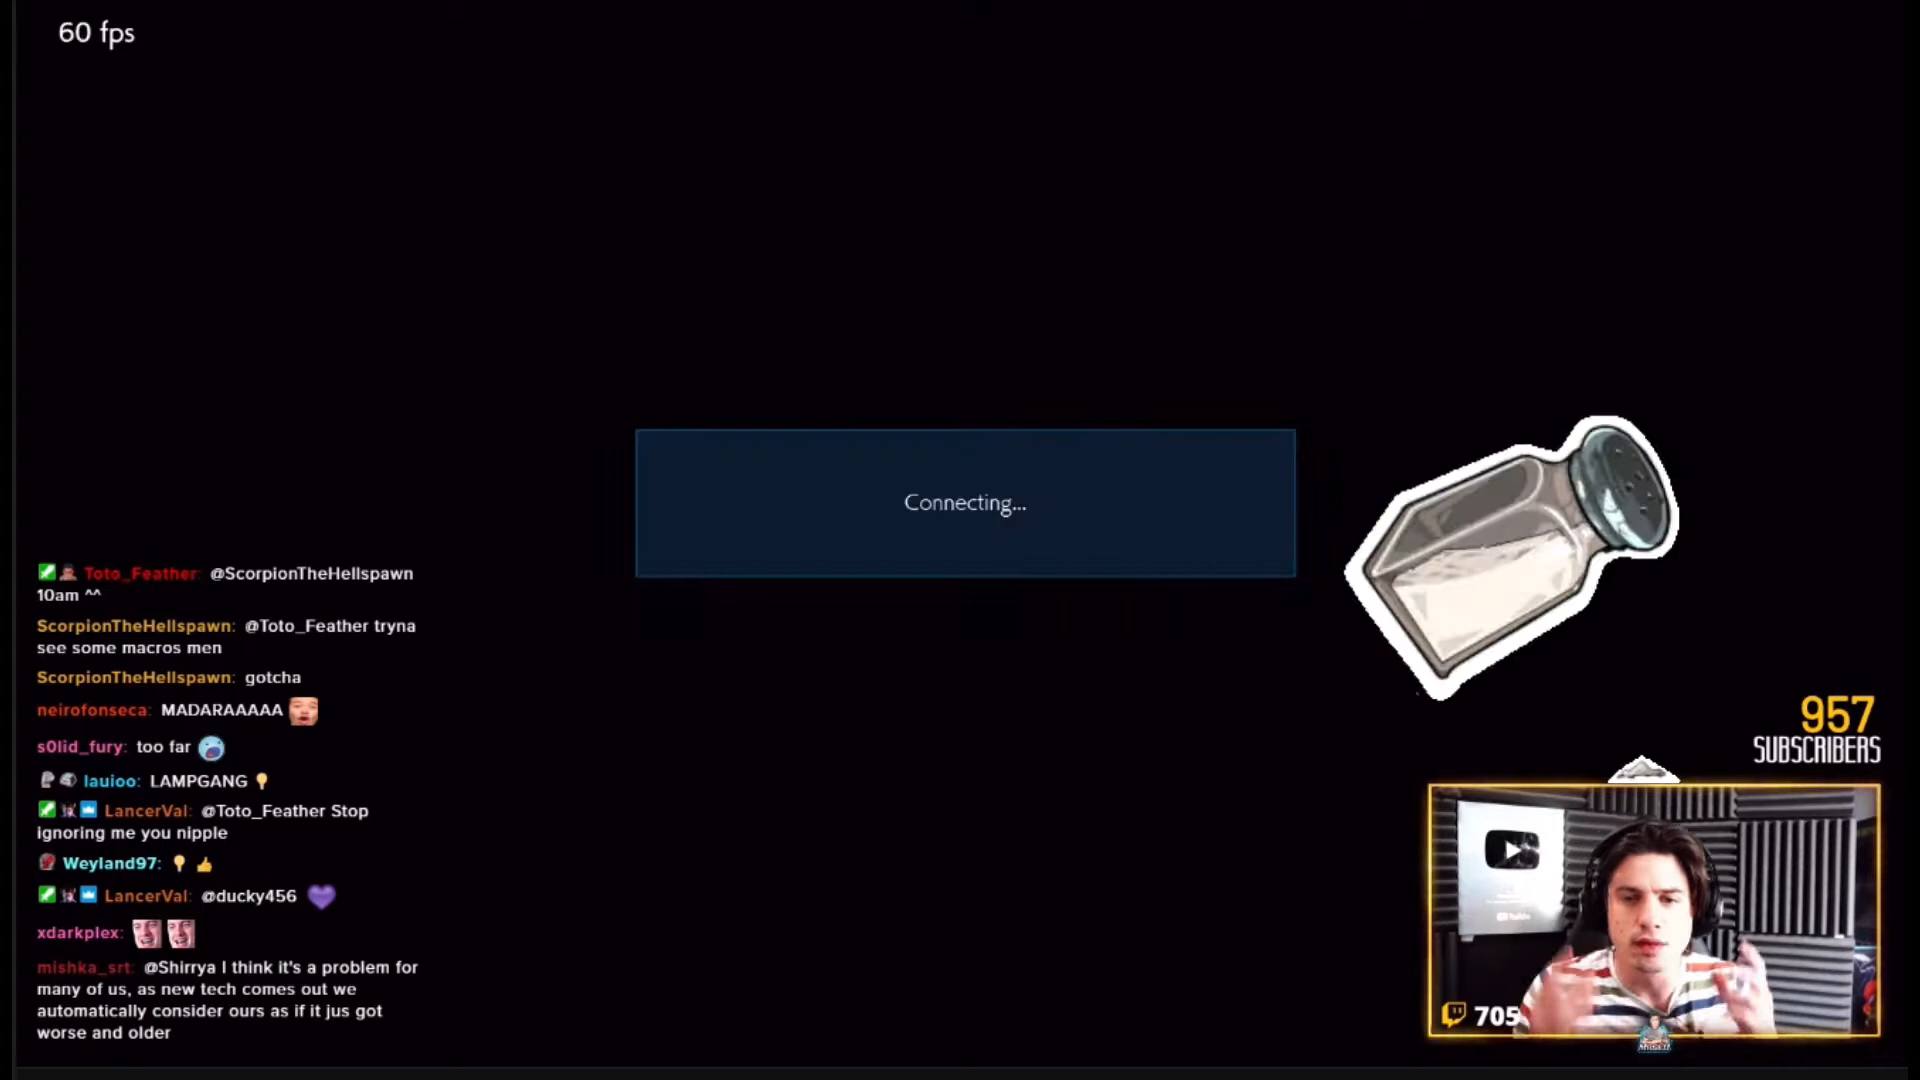 60 fps
Connecting...
Toto_Feather: @ScorpionTheHellspawn
10am ^^
ScorpionTheHellspawn: @Toto_Feather tryna
see some macros men
ScorpionTheHellspawn: gotcha
neirofonseca: MADARAAAAA
s0lid_fury: too far
lauioo: LAMPGANG
LancerVal: @Toto_Feather Stop
ignoring me you nipple
Weyland97:
LancerVal: @ducky456
xdarkplex:
mishka_srt: @Shirrya I think it's a problem for
many of us, as new tech comes out we
automatically consider ours as if it jus got
worse and older
957
SUBSCRIBERS
YouTube
705